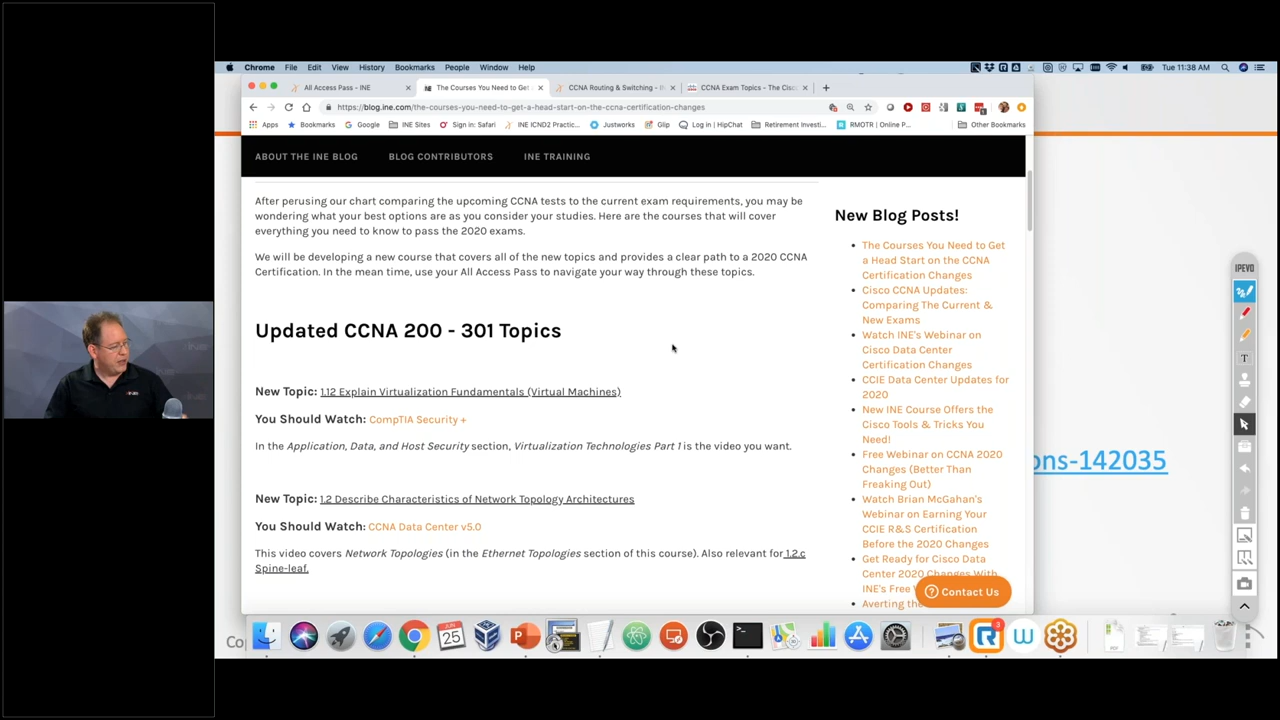 Chrome File Edit View History Bookmarks People Window Help
Tue 11:38 AM
All Access Pass - INE
The Courses You Need to Get
CCNA Routing & Switching - P
CCNA Exam Topics - The Cisc
https://blog.ine.com/the-courses-you-need-to-get-a-head-start-on-the-ccna-certification-changes
Apps Bookmarks Google INE Sites Sign in: Safari INE ICND2 Practic... Justworks Glip Log in | HipChat Retirement Investi... RMOTR | Online P... Other Bookmarks
ABOUT THE INE BLOG BLOG CONTRIBUTORS INE TRAINING
After perusing our chart comparing the upcoming CCNA tests to the current exam requirements, you may be
wondering what your best options are as you consider your studies. Here are the courses that will cover
everything you need to know to pass the 2020 exams.
We will be developing a new course that covers all of the new topics and provides a clear path to a 2020 CCNA
Certification. In the mean time, use your All Access Pass to navigate your way through these topics.
Updated CCNA 200 - 301 Topics
New Topic: 1.12 Explain Virtualization Fundamentals (Virtual Machines)
You Should Watch: CompTIA Security +
In the Application, Data, and Host Security section, Virtualization Technologies Part 1 is the video you want.
New Topic: 1.2 Describe Characteristics of Network Topology Architectures
You Should Watch: CCNA Data Center v5.0
This video covers Network Topologies (in the Ethernet Topologies section of this course). Also relevant for 1.2.c
Spine-leaf.
New Blog Posts!
The Courses You Need to Get
a Head Start on the CCNA
Certification Changes
Cisco CCNA Updates:
Comparing The Current &
New Exams
Watch INE's Webinar on
Cisco Data Center
Certification Changes
CCIE Data Center Updates for
2020
New INE Course Offers the
Cisco Tools & Tricks You
Need!
Free Webinar on CCNA 2020
Changes (Better Than
Freaking Out)
Watch Brian McGahan's
Webinar on Earning Your
CCIE R&S Certification
Before the 2020 Changes
Get Ready for Cisco Data
Center 2020 Changes With
INE's Free
Averting the
Contact Us
ons-142035
IPEVO
T
Co
JUN
25
3
PDF